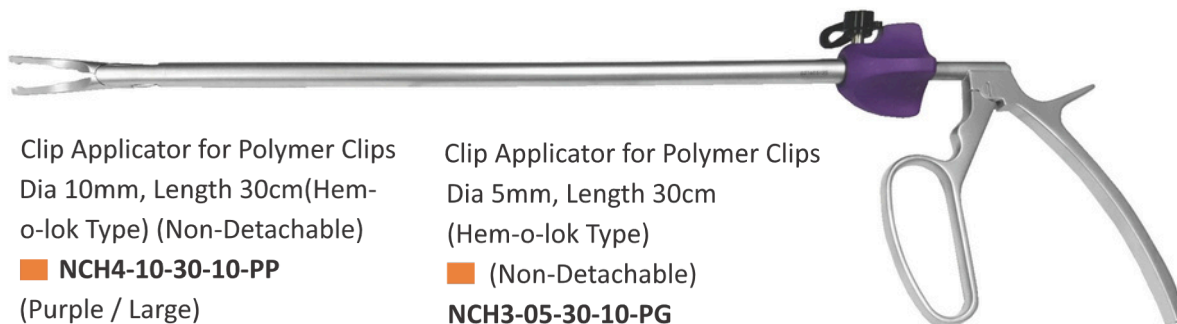 Clip Applicator for Polymer Clips
Dia 10mm, Length 30cm(Hem-
o-lok Type) (Non-Detachable)
NCH4-10-30-10-PP
(Purple / Large)
Clip Applicator for Polymer Clips
Dia 5mm, Length 30cm
(Hem-o-lok Type)
(Non-Detachable)
NCH3-05-30-10-PG